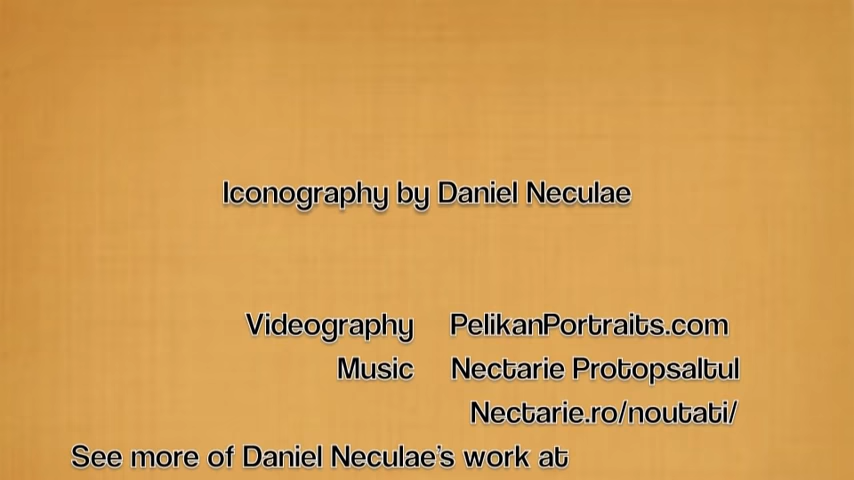 Iconography by Daniel Neculae
Videography PelikanPortraits.com
Music Nectarie Protopsaltul
Nectarie.ro/noutati/
See more of Daniel Neculae's work at